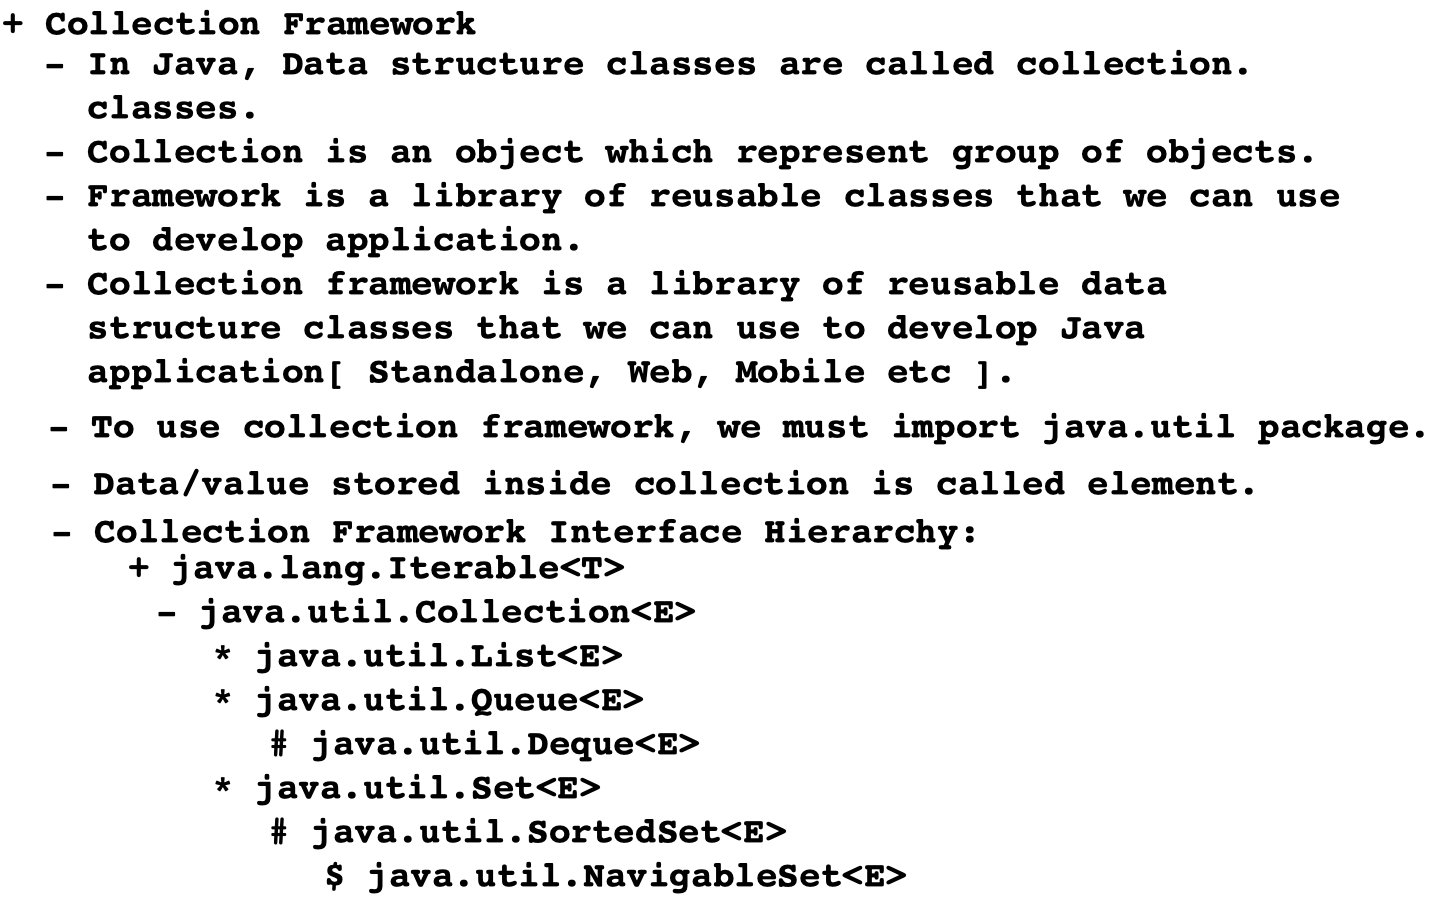 + Collection Framework
- In Java, Data structure classes are called collection.
classes.
- Collection is an object which represent group of objects.
- Framework is a library of reusable classes that we can use
to develop application.
- Collection framework is a library of reusable data
structure classes that we can use to develop Java
application[ Standalone, Web, Mobile etc ].
- To use collection framework, we must import java.util package.
- Data/value stored inside collection is called element.
- Collection Framework Interface Hierarchy:
+ java.lang.Iterable<T>
- java.util.Collection<E>
* java.util.List<E>
* java.util.Queue<E>
# java.util.Deque<E>
* java.util.Set<E>
# java.util.SortedSet<E>
$ java.util.NavigableSet<E>